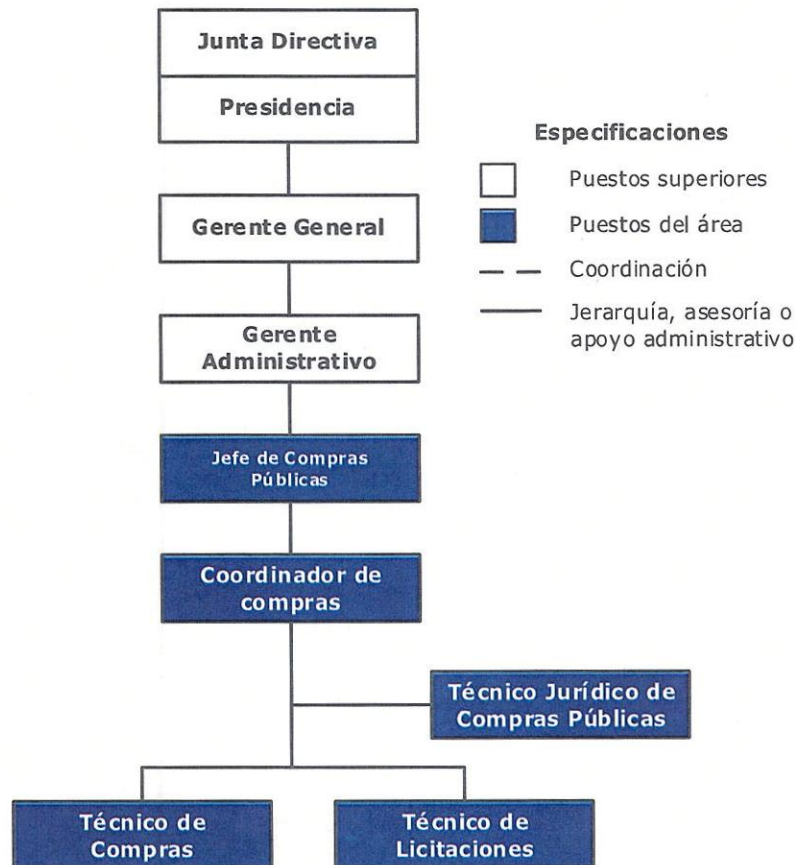 Junta Directiva
Presidencia
Gerente General
Gerente
Administrativo
Jefe de Compras
Públicas
Coordinador de
compras
Técnico Jurídico de
Compras Públicas
Técnico de
Compras
Técnico de
Licitaciones
Especificaciones
Puestos superiores
Puestos del área
Coordinación
Jerarquía, asesoría o
apoyo administrativo